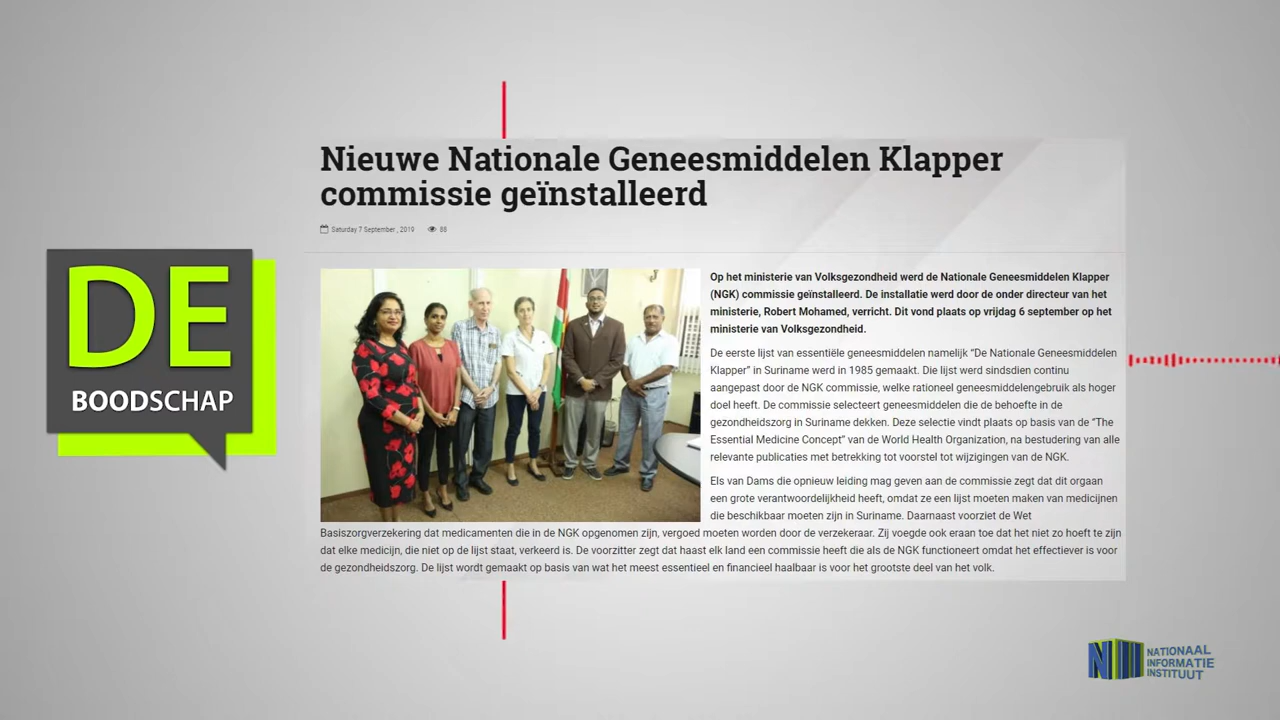 Nieuwe Nationale Geneesmiddelen Klapper
commissie geïnstalleerd
Saturday 7 September , 2019 88
DE
BOODSCHAP
Op het ministerie van Volksgezondheid werd de Nationale Geneesmiddelen Klapper
(NGK) commissie geïnstalleerd. De installatie werd door de onder directeur van het
ministerie, Robert Mohamed, verricht. Dit vond plaats op vrijdag 6 september op het
ministerie van Volksgezondheid.
De eerste lijst van essentiële geneesmiddelen namelijk “De Nationale Geneesmiddelen
Klapper” in Suriname werd in 1985 gemaakt. Die lijst werd sindsdien continu
aangepast door de NGK commissie, welke rationeel geneesmiddelengebruik als hoger
doel heeft. De commissie selecteert geneesmiddelen die de behoefte in de
gezondheidszorg in Suriname dekken. Deze selectie vindt plaats op basis van de “The
Essential Medicine Concept” van de World Health Organization, na bestudering van alle
relevante publicaties met betrekking tot voorstel tot wijzigingen van de NGK.
Els van Dams die opnieuw leiding mag geven aan de commissie zegt dat dit orgaan
een grote verantwoordelijkheid heeft, omdat ze een lijst moeten maken van medicijnen
die beschikbaar moeten zijn in Suriname. Daarnaast voorziet de Wet
Basiszorgverzekering dat medicamenten die in de NGK opgenomen zijn, vergoed moeten worden door de verzekeraar. Zij voegde ook eraan toe dat het niet zo hoeft te zijn
dat elke medicijn, die niet op de lijst staat, verkeerd is. De voorzitter zegt dat haast elk land een commissie heeft die als de NGK functioneert omdat het effectiever is voor
de gezondheidszorg. De lijst wordt gemaakt op basis van wat het meest essentieel en financieel haalbaar is voor het grootste deel van het volk.
NII
NATIONAAL
INFORMATIE
INSTITUUT